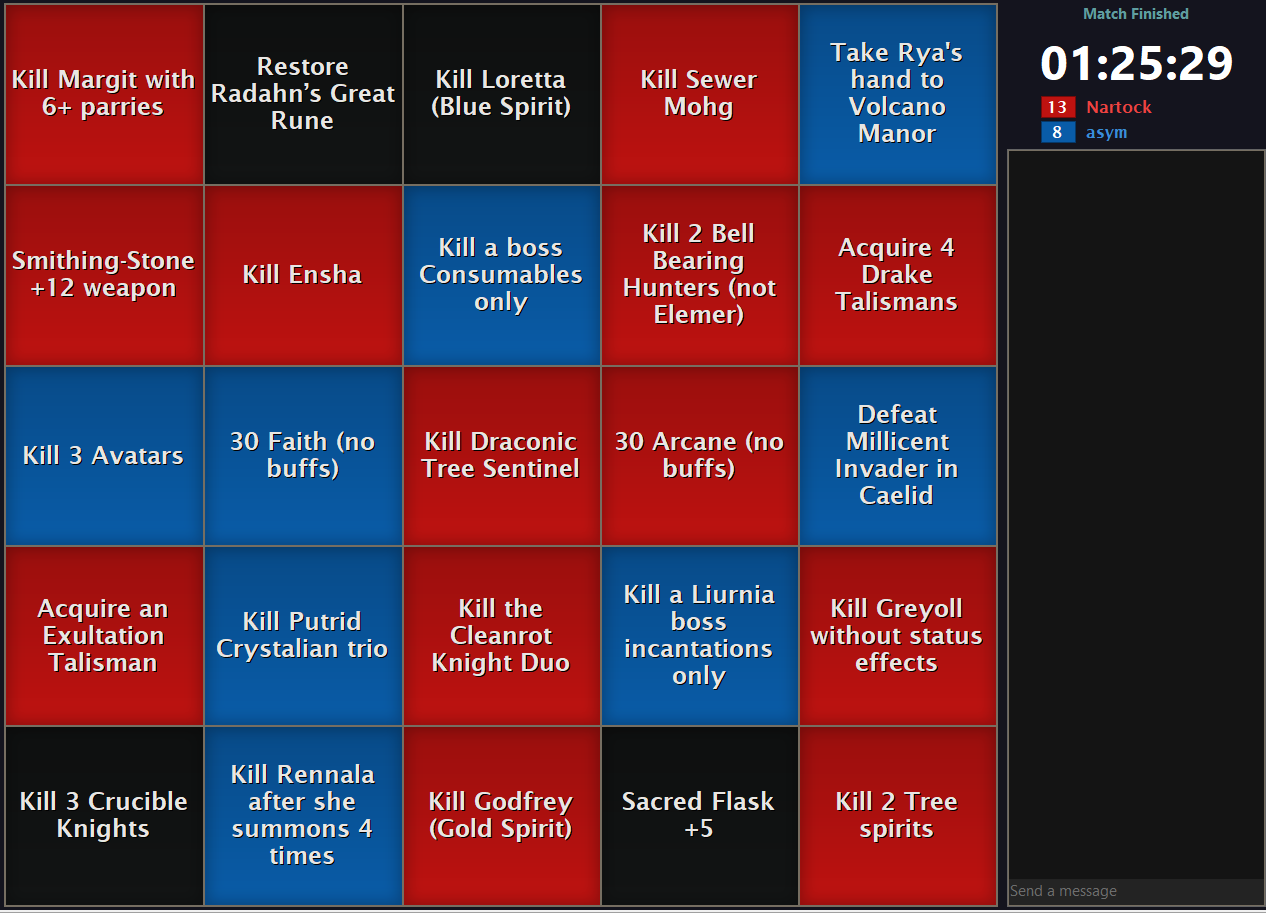 Kill Margit with
6+ parries
Restore
Radahn’s Great
Rune
Kill Loretta
(Blue Spirit)
Kill Sewer
Mohg
Take Rya's
hand to
Volcano
Manor
Smithing-Stone
+12 weapon
Kill Ensha
Kill a boss
Consumables
only
Kill 2 Bell
Bearing
Hunters (not
Elemer)
Acquire 4
Drake
Talismans
Kill 3 Avatars
30 Faith (no
buffs)
Kill Draconic
Tree Sentinel
30 Arcane (no
buffs)
Defeat
Millicent
Invader in
Caelid
Acquire an
Exultation
Talisman
Kill Putrid
Crystalian trio
Kill the
Cleanrot
Knight Duo
Kill a Liurnia
boss
incantations
only
Kill Greyoll
without status
effects
Kill 3 Crucible
Knights
Kill Rennala
after she
summons 4
times
Kill Godfrey
(Gold Spirit)
Sacred Flask
+5
Kill 2 Tree
spirits
Match Finished
01:25:29
13 Nartock
8 asym
Send a message